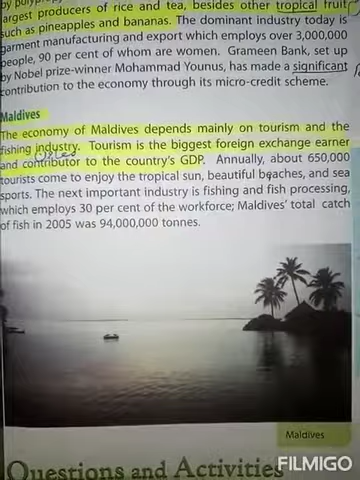 largest producers of rice and tea, besides other tropical fruit
such as pineapples and bananas. The dominant industry today is
garment manufacturing and export which employs over 3,000,000
people, 90 per cent of whom are women. Grameen Bank, set up
by Nobel prize-winner Mohammad Younus, has made a significant
contribution to the economy through its micro-credit scheme.
Maldives
The economy of Maldives depends mainly on tourism and the
fishing industry. Tourism is the biggest foreign exchange earner
and contributor to the country's GDP. Annually, about 650,000
tourists come to enjoy the tropical sun, beautiful beaches, and sea
sports. The next important industry is fishing and fish processing,
which employs 30 per cent of the workforce; Maldives' total catch
of fish in 2005 was 94,000,000 tonnes.
Maldives
Questions and Activities
FILMIGO